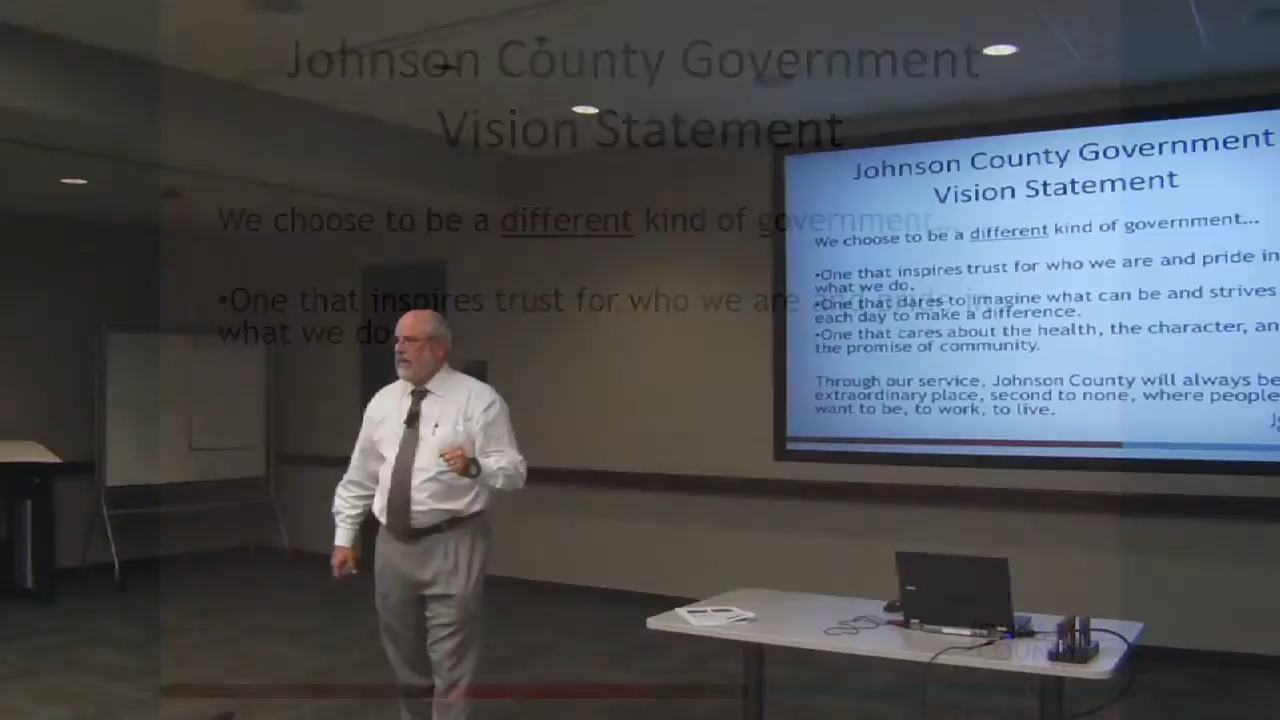 Johnson County Government
Vision Statement
We choose to be a different kind of government...
•One that inspires trust for who we are and pride in
what we do.
Johnson County Government
Vision Statement
We choose to be a different kind of government...
•One that inspires trust for who we are and pride in
what we do.
•One that dares to imagine what can be and strives
each day to make a difference.
•One that cares about the health, the character, an
the promise of community.
Through our service, Johnson County will always be
extraordinary place, second to none, where people
want to be, to work, to live.
COUNTY